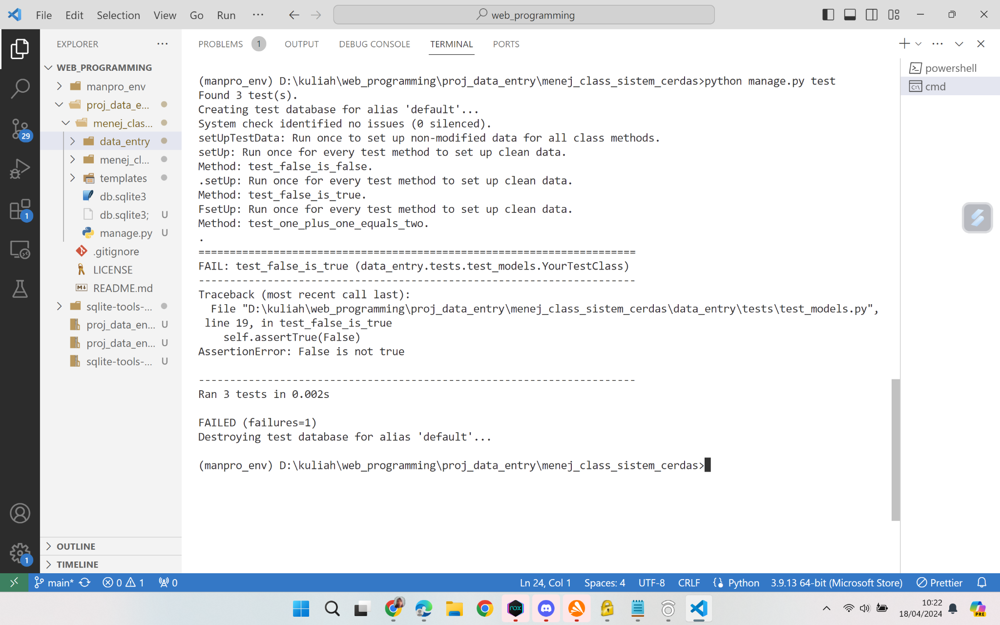 File Edit Selection View Go Run ··· web_programming
EXPLORER ···
WEB_PROGRAMMING
manpro_env
proj_data_e...
menej_clas...
data_entry
menej_cl...
templates
db.sqlite3
db.sqlite3; U
manage.py U
.gitignore
LICENSE
README.md
sqlite-tools-...
proj_data_en... U
proj_data_en... U
sqlite-tools-... U
OUTLINE
TIMELINE
29
1
1
PROBLEMS 1 OUTPUT DEBUG CONSOLE TERMINAL PORTS
(manpro_env) D:\kuliah\web_programming\proj_data_entry\menej_class_sistem_cerdas>python manage.py test
Found 3 test(s).
Creating test database for alias 'default'...
System check identified no issues (0 silenced).
setUpTestData: Run once to set up non-modified data for all class methods.
setUp: Run once for every test method to set up clean data.
Method: test_false_is_false.
.setUp: Run once for every test method to set up clean data.
Method: test_false_is_true.
FsetUp: Run once for every test method to set up clean data.
Method: test_one_plus_one_equals_two.
.
======================================================================
FAIL: test_false_is_true (data_entry.tests.test_models.YourTestClass)
----------------------------------------------------------------------
Traceback (most recent call last):
File "D:\kuliah\web_programming\proj_data_entry\menej_class_sistem_cerdas\data_entry\tests\test_models.py",
line 19, in test_false_is_true
self.assertTrue(False)
AssertionError: False is not true
----------------------------------------------------------------------
Ran 3 tests in 0.002s
FAILED (failures=1)
Destroying test database for alias 'default'...
(manpro_env) D:\kuliah\web_programming\proj_data_entry\menej_class_sistem_cerdas>
powershell
cmd
main* 0 1 0 Ln 24, Col 1 Spaces: 4 UTF-8 CRLF Python 3.9.13 64-bit (Microsoft Store) Prettier
nox
10:22
18/04/2024
PRE